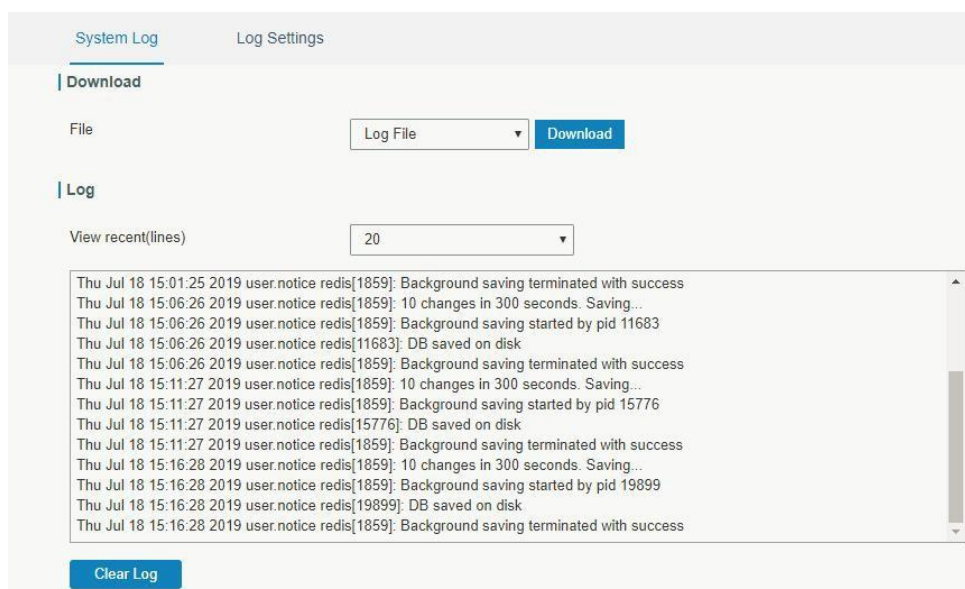 System Log Log Settings
Download
File Log File Download
Log
View recent(lines) 20
Thu Jul 18 15:01:25 2019 user.notice redis[1859]: Background saving terminated with success
Thu Jul 18 15:06:26 2019 user.notice redis[1859]: 10 changes in 300 seconds. Saving...
Thu Jul 18 15:06:26 2019 user.notice redis[1859]: Background saving started by pid 11683
Thu Jul 18 15:06:26 2019 user.notice redis[11683]: DB saved on disk
Thu Jul 18 15:06:26 2019 user.notice redis[1859]: Background saving terminated with success
Thu Jul 18 15:11:27 2019 user.notice redis[1859]: 10 changes in 300 seconds. Saving...
Thu Jul 18 15:11:27 2019 user.notice redis[1859]: Background saving started by pid 15776
Thu Jul 18 15:11:27 2019 user.notice redis[15776]: DB saved on disk
Thu Jul 18 15:11:27 2019 user.notice redis[1859]: Background saving terminated with success
Thu Jul 18 15:16:28 2019 user.notice redis[1859]: 10 changes in 300 seconds. Saving...
Thu Jul 18 15:16:28 2019 user.notice redis[1859]: Background saving started by pid 19899
Thu Jul 18 15:16:28 2019 user.notice redis[19899]: DB saved on disk
Thu Jul 18 15:16:28 2019 user.notice redis[1859]: Background saving terminated with success
Clear Log